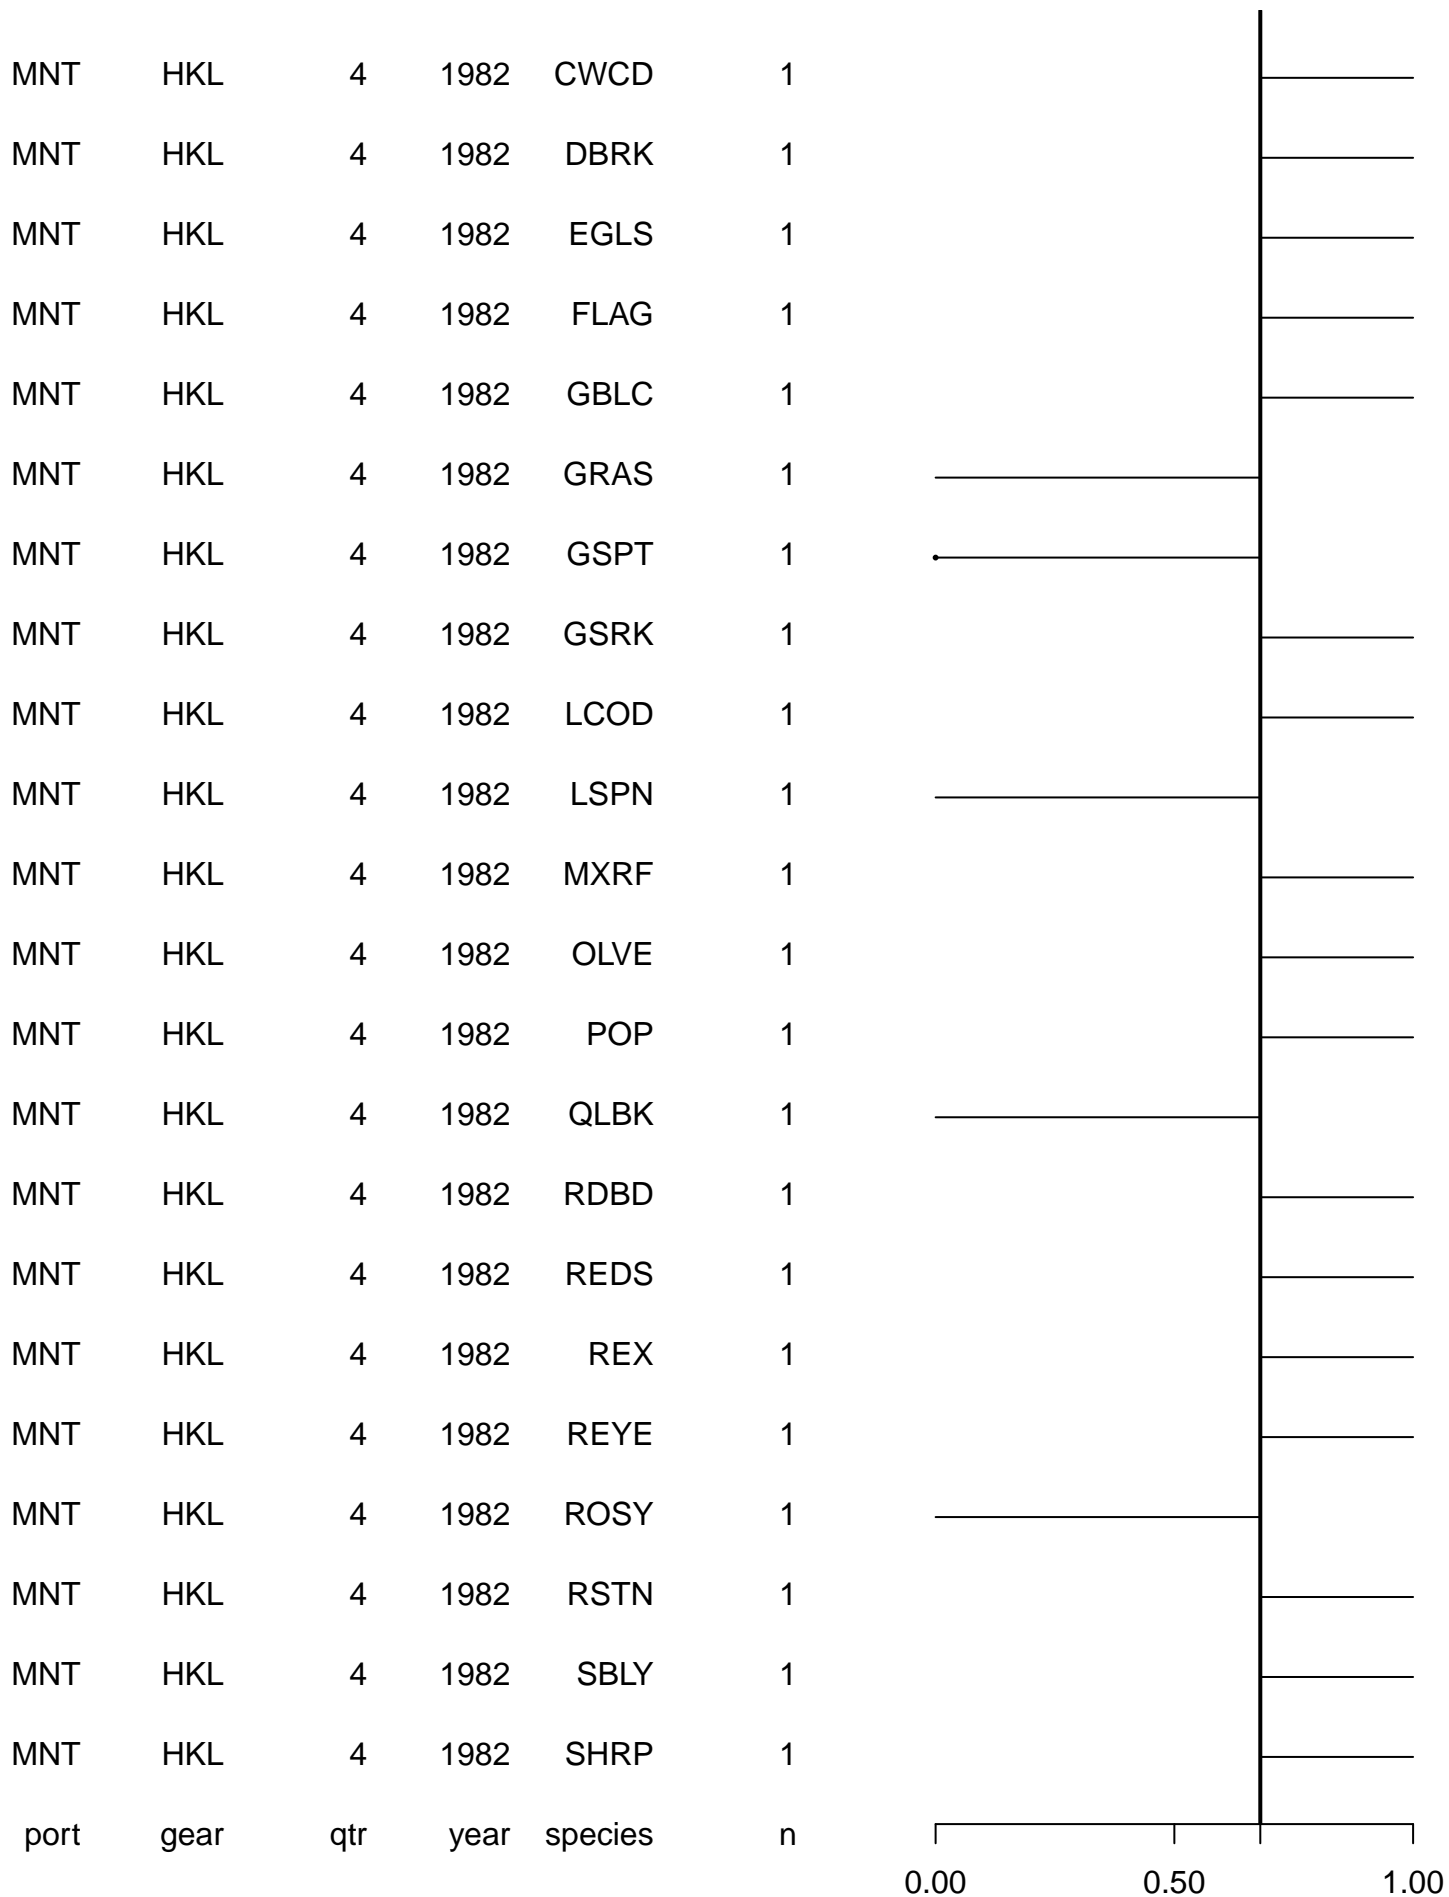 MNT HKL 4 1982 CWCD 1
MNT HKL 4 1982 DBRK 1
MNT HKL 4 1982 EGLS 1
MNT HKL 4 1982 FLAG 1
MNT HKL 4 1982 GBLC 1
MNT HKL 4 1982 GRAS 1
MNT HKL 4 1982 GSPT 1
MNT HKL 4 1982 GSRK 1
MNT HKL 4 1982 LCOD 1
MNT HKL 4 1982 LSPN 1
MNT HKL 4 1982 MXRF 1
MNT HKL 4 1982 OLVE 1
MNT HKL 4 1982 POP 1
MNT HKL 4 1982 QLBK 1
MNT HKL 4 1982 RDBD 1
MNT HKL 4 1982 REDS 1
MNT HKL 4 1982 REX 1
MNT HKL 4 1982 REYE 1
MNT HKL 4 1982 ROSY 1
MNT HKL 4 1982 RSTN 1
MNT HKL 4 1982 SBLY 1
MNT HKL 4 1982 SHRP 1
port gear qtr year species n
0.00 0.50 1.00